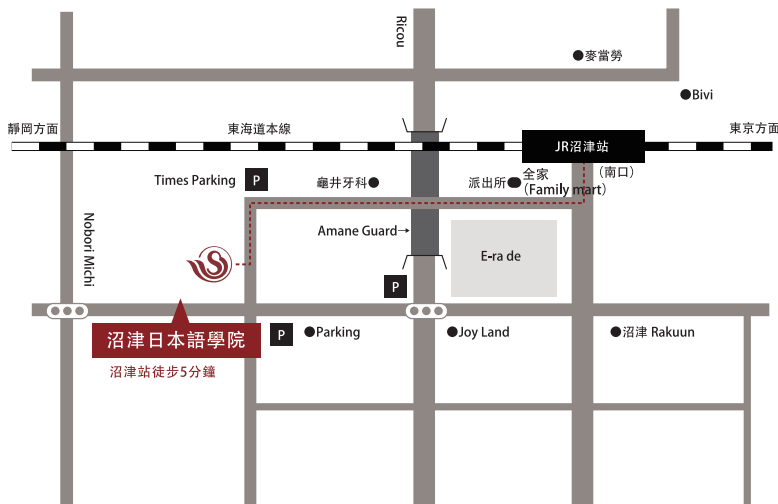 Ricou
麥當勞
Bivi
靜岡方面
東海道本線
JR沼津站
東京方面
(南口)
Times Parking
P
龜井牙科
派出所
全家
(Family mart)
Nobori Michi
Amane Guard→
E-ra de
S
P
沼津日本語學院
P
Parking
Joy Land
沼津 Rakuun
沼津站徒步5分鐘